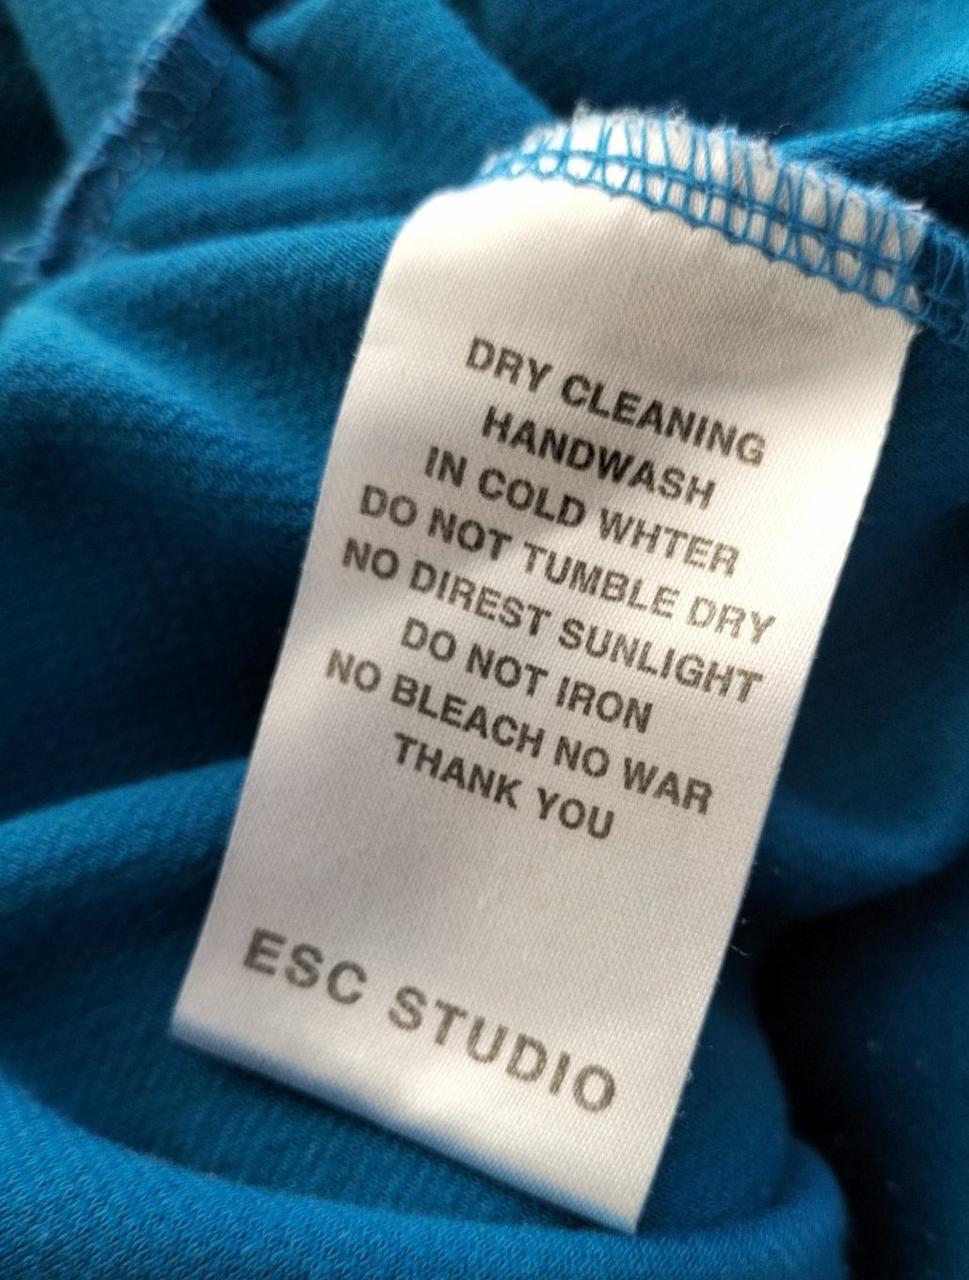 DRY CLEANING
HANDWASH
IN COLD WHTER
DO NOT TUMBLE DRY
NO DIREST SUNLIGHT
DO NOT IRON
NO BLEACH NO WAR
THANK YOU
ESC STUDIO